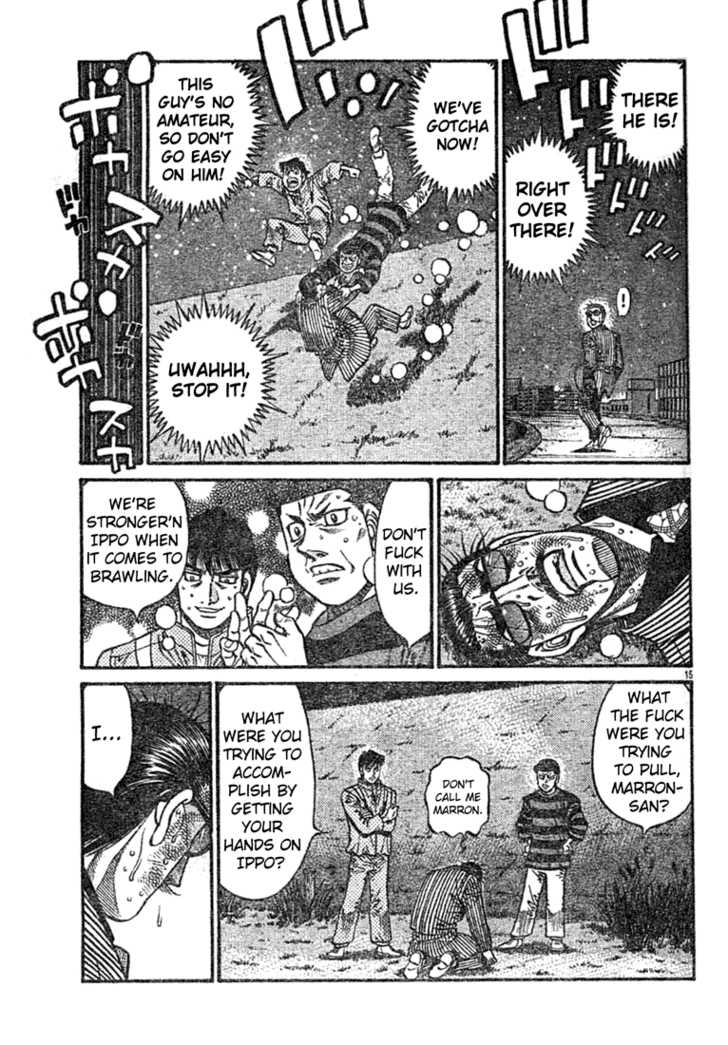 THERE
HE IS!
RIGHT
OVER
THERE!
!
WE'VE
GOTCHA
NOW!
THIS
GUY'S NO
AMATEUR,
SO DON'T
GO EASY
ON HIM!
UWAHHH,
STOP IT!
DON'T
FUCK
WITH
US.
WE'RE
STRONGER'N
IPPO WHEN
IT COMES TO
BRAWLING.
15
WHAT
THE FUCK
WERE YOU
TRYING
TO PULL,
MARRON-
SAN?
DON'T
CALL ME
MARRON.
WHAT
WERE YOU
TRYING TO
ACCOM-
PLISH BY
GETTING
YOUR
HANDS ON
IPPO?
I...